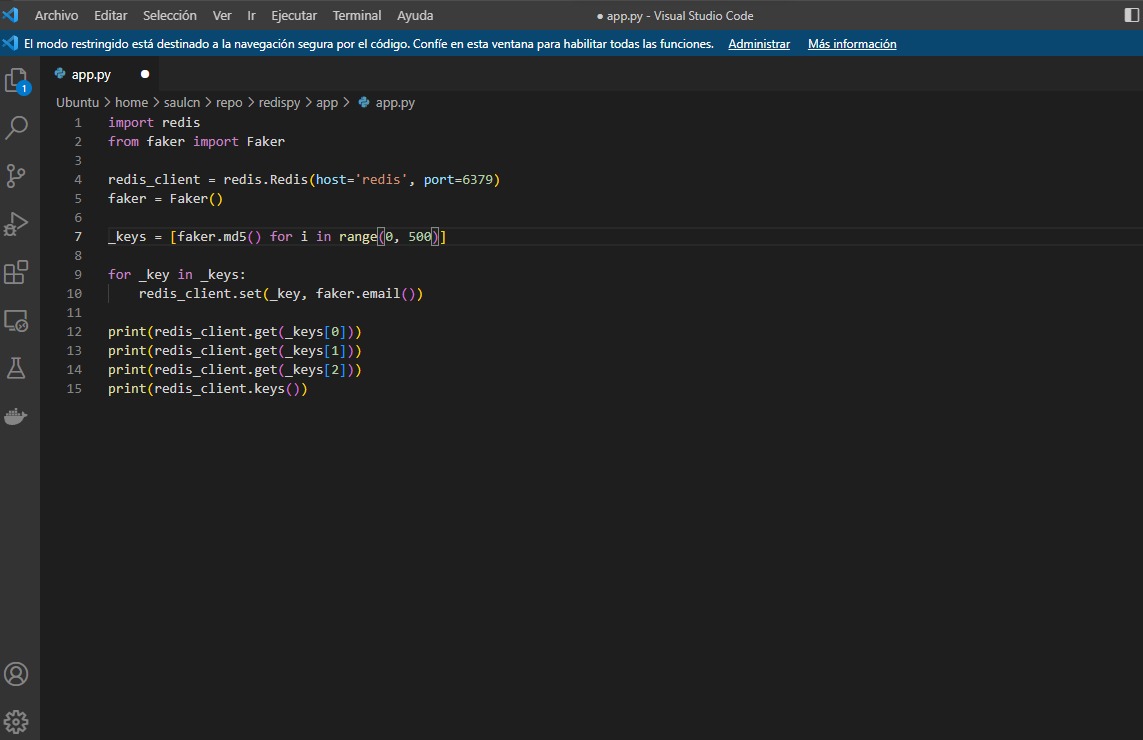 Archivo Editar Selección Ver Ir Ejecutar Terminal Ayuda ● app.py - Visual Studio Code
El modo restringido está destinado a la navegación segura por el código. Confíe en esta ventana para habilitar todas las funciones. Administrar Más información
1
app.py ●
Ubuntu > home > saulcn > repo > redispy > app > app.py
1 import redis
2 from faker import Faker
3
4 redis_client = redis.Redis(host='redis', port=6379)
5 faker = Faker()
6
7 _keys = [faker.md5() for i in range(0, 500)]
8
9 for _key in _keys:
10     redis_client.set(_key, faker.email())
11
12 print(redis_client.get(_keys[0]))
13 print(redis_client.get(_keys[1]))
14 print(redis_client.get(_keys[2]))
15 print(redis_client.keys())